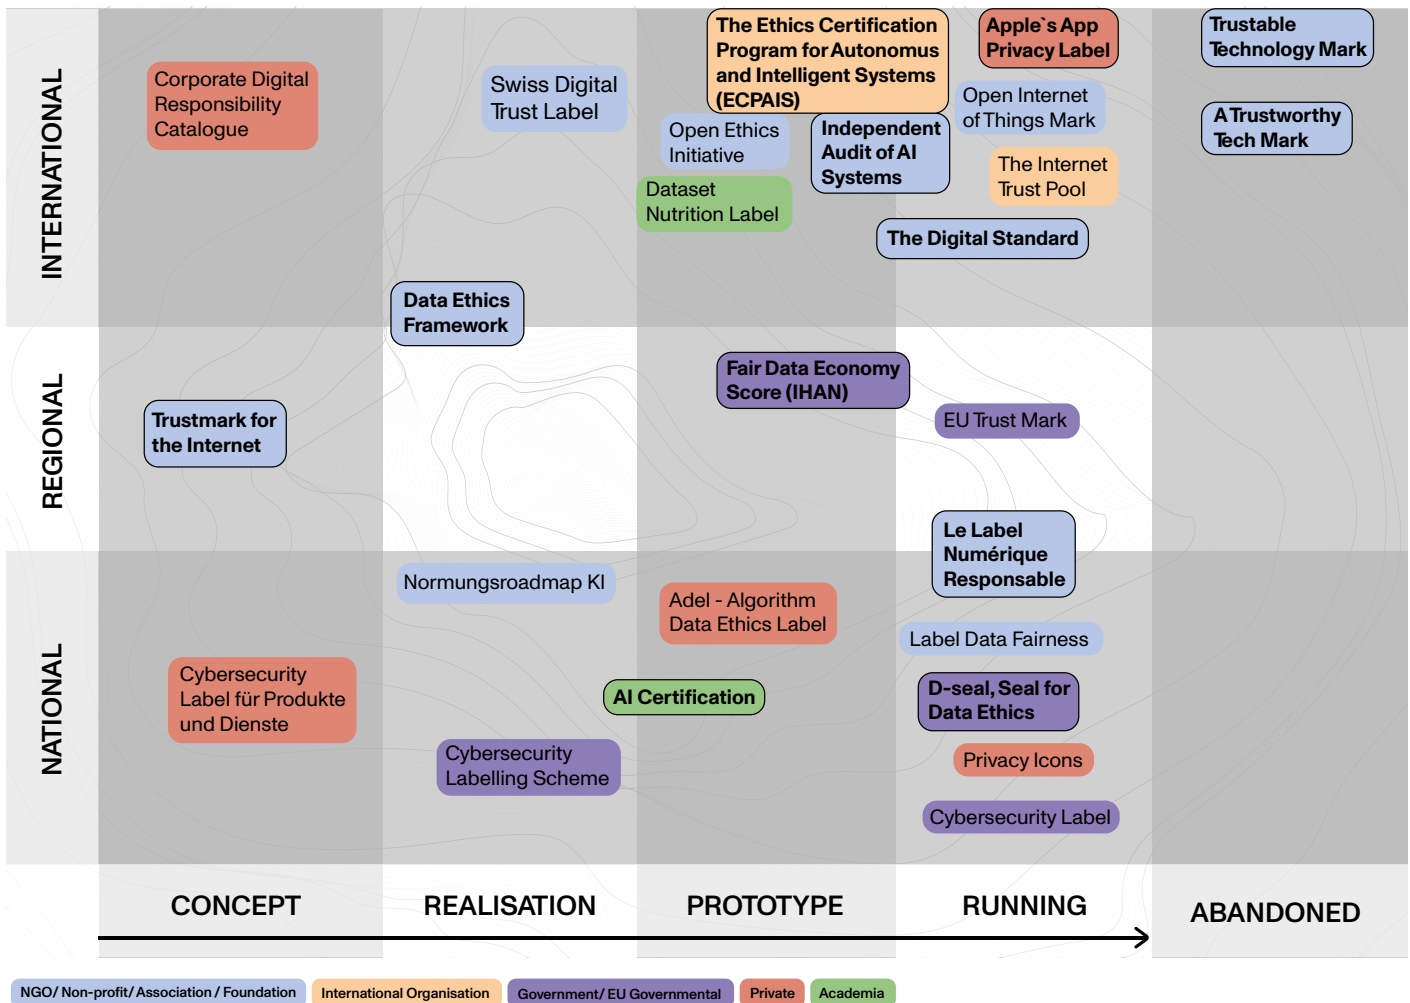 INTERNATIONAL
Corporate Digital
Responsibility
Catalogue
Swiss Digital
Trust Label
The Ethics Certification
Program for Autonomus
and Intelligent Systems
(ECPAIS)
Open Ethics
Initiative
Independent
Audit of AI
Systems
Dataset
Nutrition Label
Apple`s App
Privacy Label
Open Internet
of Things Mark
The Internet
Trust Pool
The Digital Standard
Trustable
Technology Mark
A Trustworthy
Tech Mark
Data Ethics
Framework
REGIONAL
Trustmark for
the Internet
Fair Data Economy
Score (IHAN)
EU Trust Mark
Le Label
Numérique
Responsable
NATIONAL
Normungsroadmap KI
Adel - Algorithm
Data Ethics Label
Label Data Fairness
Cybersecurity
Label für Produkte
und Dienste
AI Certification
D-seal, Seal for
Data Ethics
Cybersecurity
Labelling Scheme
Privacy Icons
Cybersecurity Label
CONCEPT
REALISATION
PROTOTYPE
RUNNING
ABANDONED
NGO/ Non-profit/ Association / Foundation
International Organisation
Government/ EU Governmental
Private
Academia